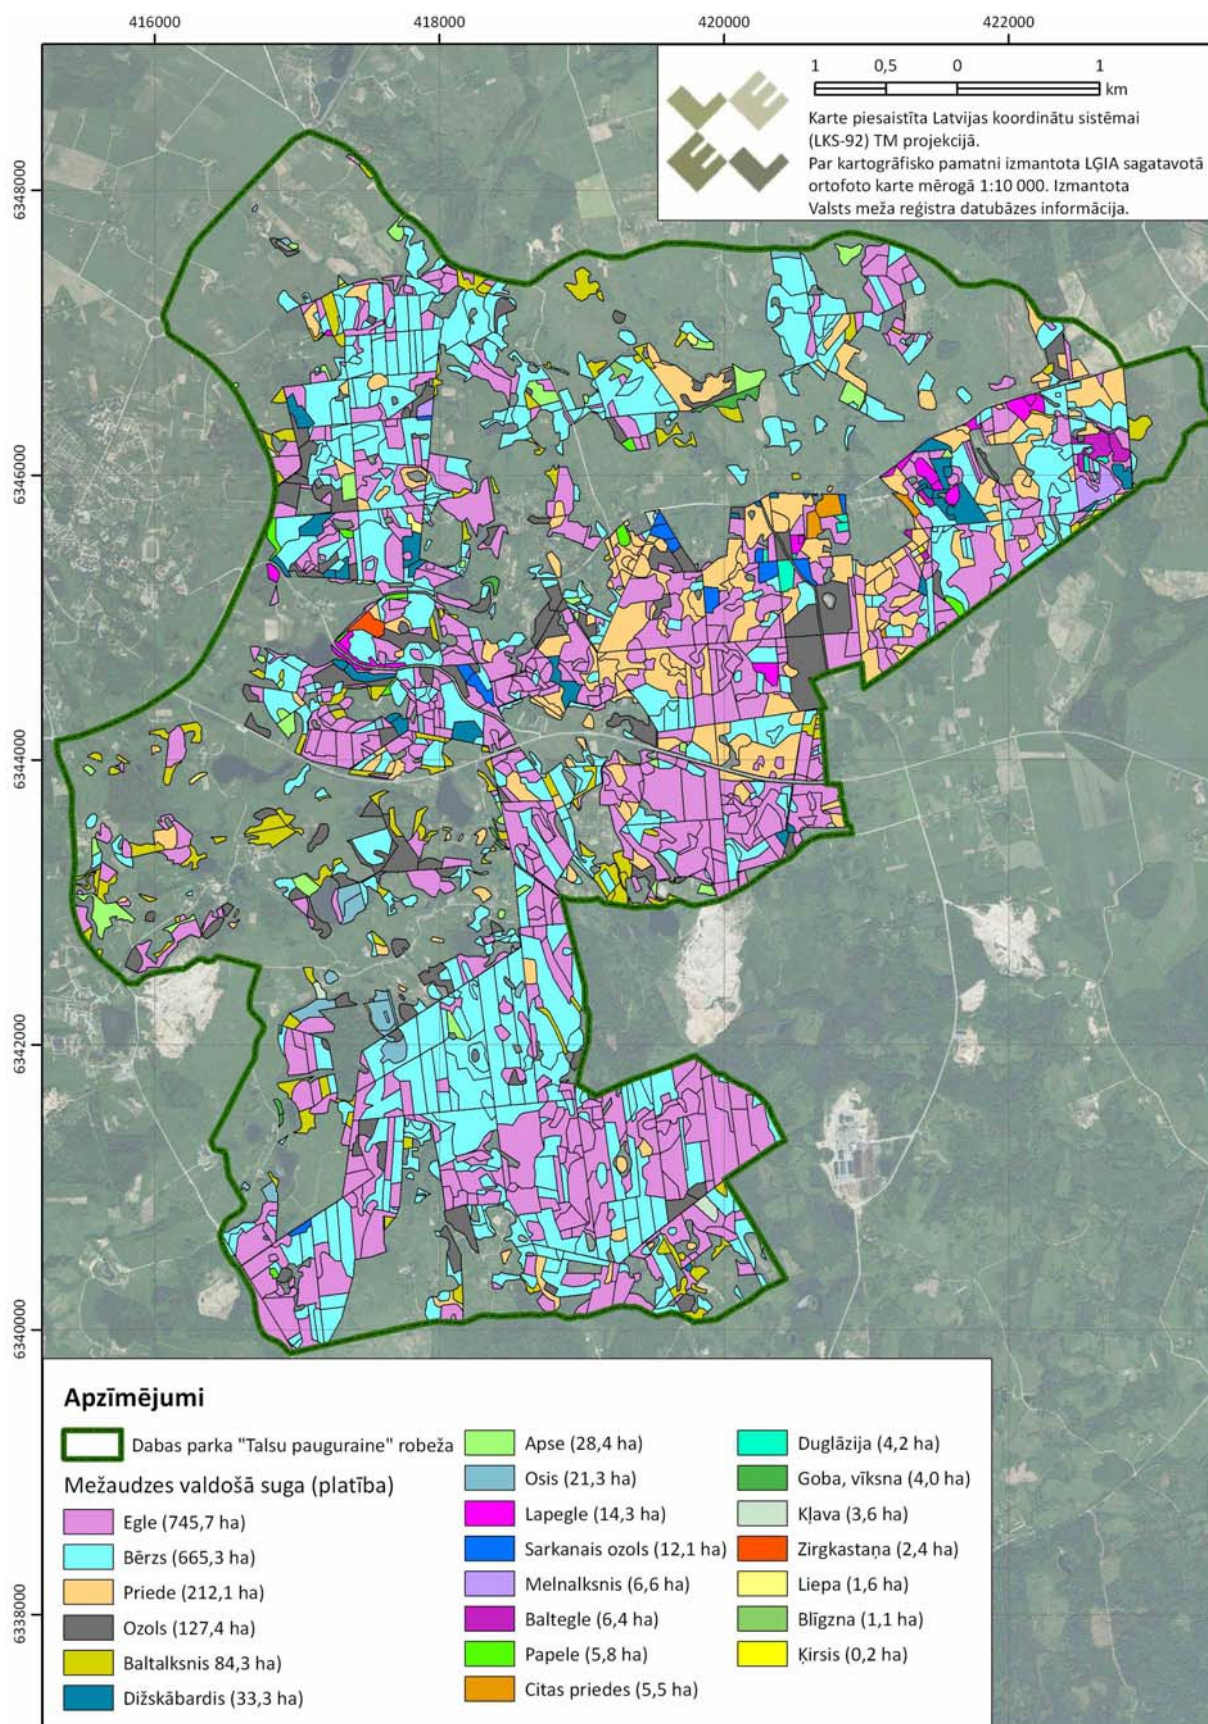 416000
418000
420000
422000
1 0,5 0 1
km
Karte piesaistīta Latvijas koordinātu sistēmai
(LKS-92) TM projekcijā.
Par kartogrāfisko pamatni izmantota LĢIA sagatavotā
ortofoto karte mērogā 1:10 000. Izmantota
Valsts meža reģistra datubāzes informācija.
6348000
6346000
6344000
6342000
6340000
6338000
Apzīmējumi
Dabas parka "Talsu pauguraine" robeža
Mežaudzes valdošā suga (platība)
Egle (745,7 ha)
Bērzs (665,3 ha)
Priede (212,1 ha)
Ozols (127,4 ha)
Baltalksnis 84,3 ha)
Dižskābardis (33,3 ha)
Apse (28,4 ha)
Osis (21,3 ha)
Lapegle (14,3 ha)
Sarkanais ozols (12,1 ha)
Melnalksnis (6,6 ha)
Baltegle (6,4 ha)
Papele (5,8 ha)
Citas priedes (5,5 ha)
Duglāzija (4,2 ha)
Goba, vīksna (4,0 ha)
Kļava (3,6 ha)
Zirgkastaņa (2,4 ha)
Liepa (1,6 ha)
Blīgzna (1,1 ha)
Ķirsis (0,2 ha)